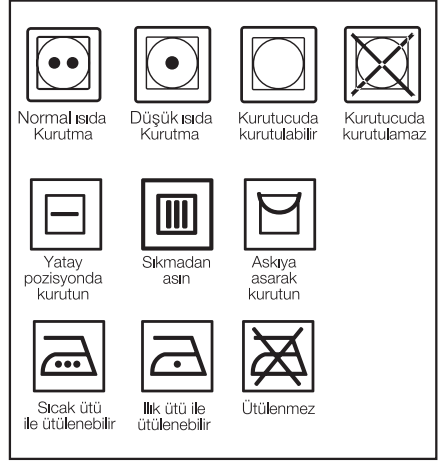 Normal ısıda
Kurutma
Düşük ısıda
Kurutma
Kurutucuda
kurutulabilir
Kurutucuda
kurutulamaz
Yatay
pozisyonda
kurutun
Sıkmadan
asın
Askıya
asarak
kurutun
Sıcak ütü
ile ütülenebilir
Ilık ütü ile
ütülenebilir
Ütülenmez